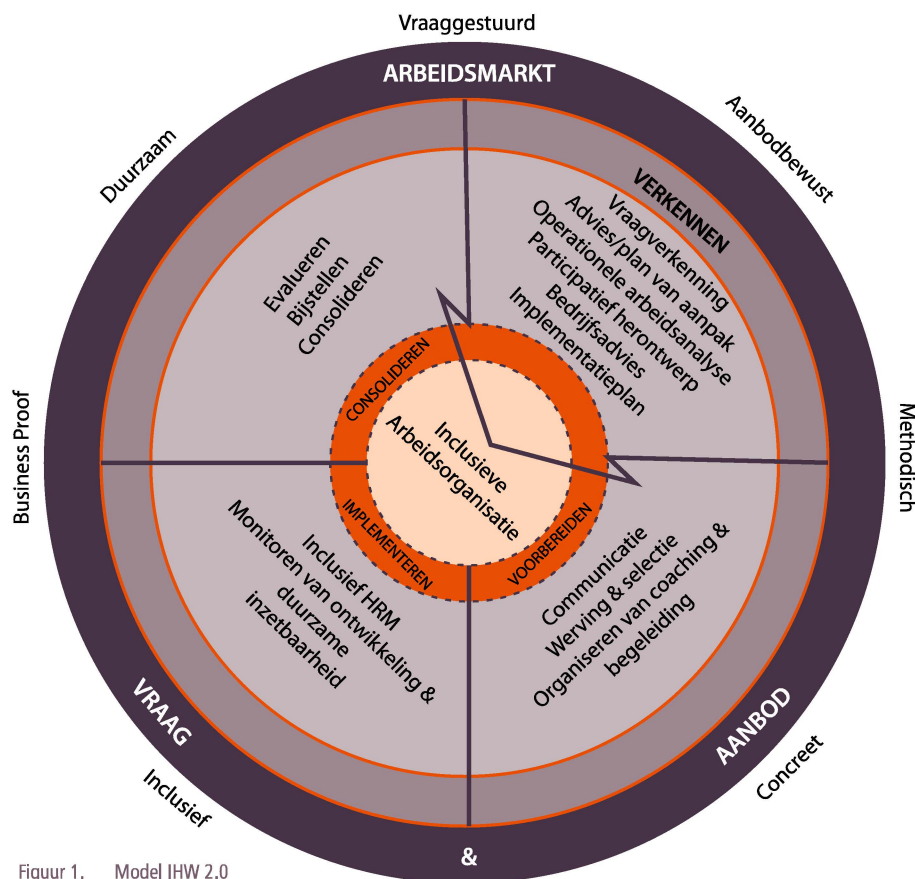 Vraaggestuurd
ARBEIDSMARKT
Aanbodbewust
Duurzaam
VERKENNEN
Vraagverkenning
Advies/plan van aanpak
Operationele arbeidsanalyse
Participatief herontwerp
Bedrijfsadvies
Implementatieplan
Evalueren
Bijstellen
Consolideren
CONSOLIDEREN
Inclusieve
Arbeidsorganisatie
Business Proof
Methodisch
IMPLEMENTEREN
VOORBEREIDEN
Inclusief HRM
Monitoren van ontwikkeling &
duurzame
inzetbaarheid
Communicatie
Werving & selectie
Organiseren van coaching &
begeleiding
VRAAG
AANBOD
Inclusief
Concreet
&
Figuur 1. Model IHW 2.0